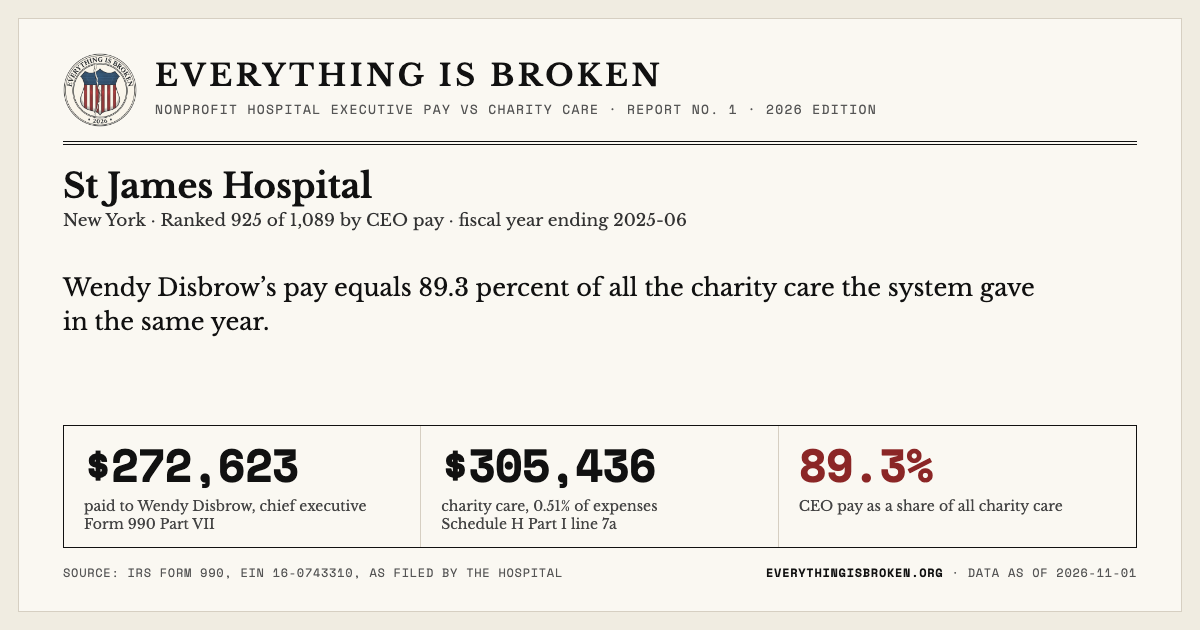 EVERYTHING IS BROKEN
· 2026 ·
EVERYTHING IS BROKEN
NONPROFIT HOSPITAL EXECUTIVE PAY VS CHARITY CARE · REPORT NO. 1 · 2026 EDITION
St James Hospital
New York · Ranked 925 of 1,089 by CEO pay · fiscal year ending 2025-06
Wendy Disbrow’s pay equals 89.3 percent of all the charity care the system gave
in the same year.
$272,623
paid to Wendy Disbrow, chief executive
Form 990 Part VII
$305,436
charity care, 0.51% of expenses
Schedule H Part I line 7a
89.3%
CEO pay as a share of all charity care
SOURCE: IRS FORM 990, EIN 16-0743310, AS FILED BY THE HOSPITAL
EVERYTHINGISBROKEN.ORG · DATA AS OF 2026-11-01